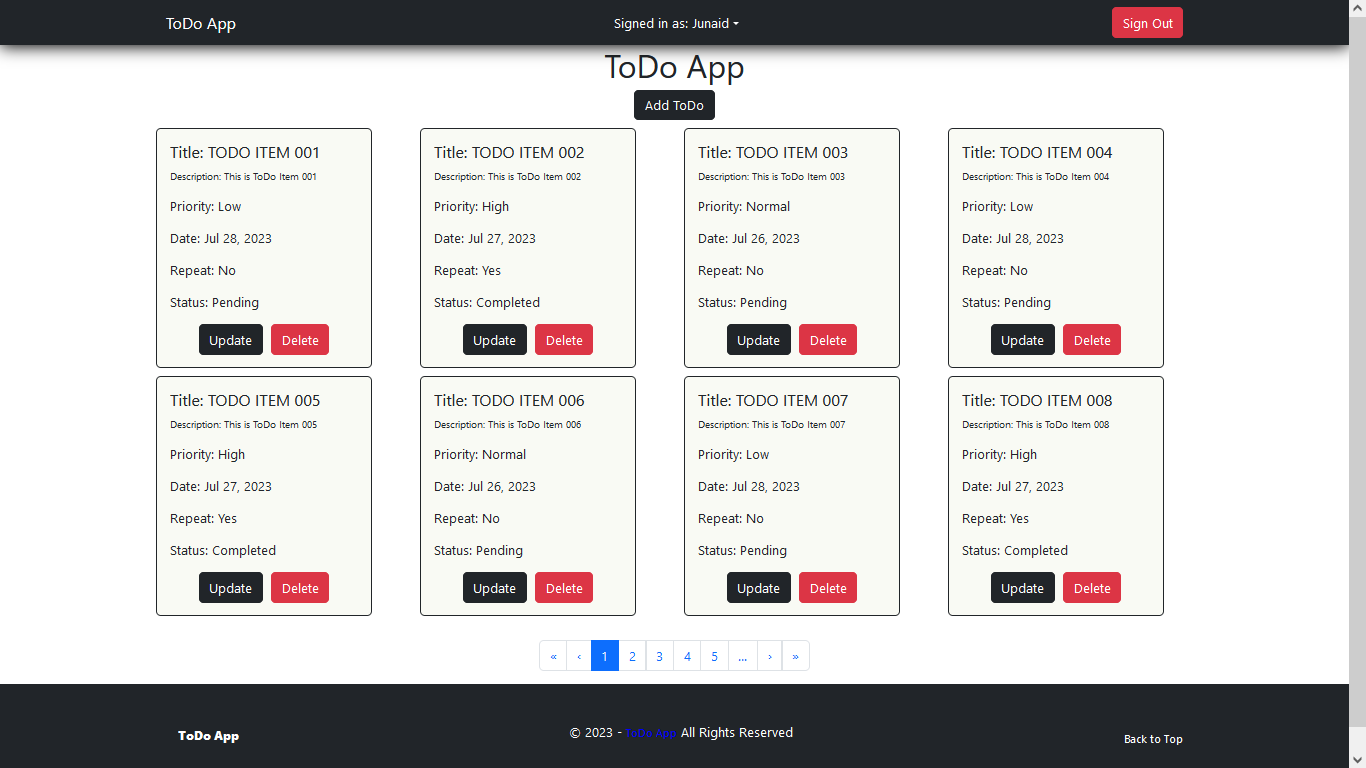 ToDo App
Signed in as: Junaid
Sign Out
ToDo App
Add ToDo
Title: TODO ITEM 001
Description: This is ToDo Item 001
Priority: Low
Date: Jul 28, 2023
Repeat: No
Status: Pending
Update Delete
Title: TODO ITEM 002
Description: This is ToDo Item 002
Priority: High
Date: Jul 27, 2023
Repeat: Yes
Status: Completed
Update Delete
Title: TODO ITEM 003
Description: This is ToDo Item 003
Priority: Normal
Date: Jul 26, 2023
Repeat: No
Status: Pending
Update Delete
Title: TODO ITEM 004
Description: This is ToDo Item 004
Priority: Low
Date: Jul 28, 2023
Repeat: No
Status: Pending
Update Delete
Title: TODO ITEM 005
Description: This is ToDo Item 005
Priority: High
Date: Jul 27, 2023
Repeat: Yes
Status: Completed
Update Delete
Title: TODO ITEM 006
Description: This is ToDo Item 006
Priority: Normal
Date: Jul 26, 2023
Repeat: No
Status: Pending
Update Delete
Title: TODO ITEM 007
Description: This is ToDo Item 007
Priority: Low
Date: Jul 28, 2023
Repeat: No
Status: Pending
Update Delete
Title: TODO ITEM 008
Description: This is ToDo Item 008
Priority: High
Date: Jul 27, 2023
Repeat: Yes
Status: Completed
Update Delete
« ‹ 1 2 3 4 5 ... › »
ToDo App
© 2023 - ToDo App All Rights Reserved
Back to Top